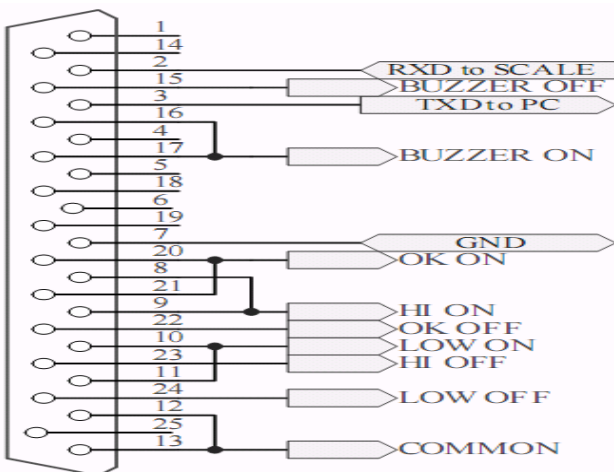 1
14
2 RXD to SCALE
15 BUZZER OFF
3 TXD to PC
16
4
17 BUZZER ON
5
18
6
19
7 GND
20 OK ON
8
21
9 HI ON
22 OK OFF
10 LOW ON
23 HI OFF
11
24 LOW OFF
12
25
13 COMMON